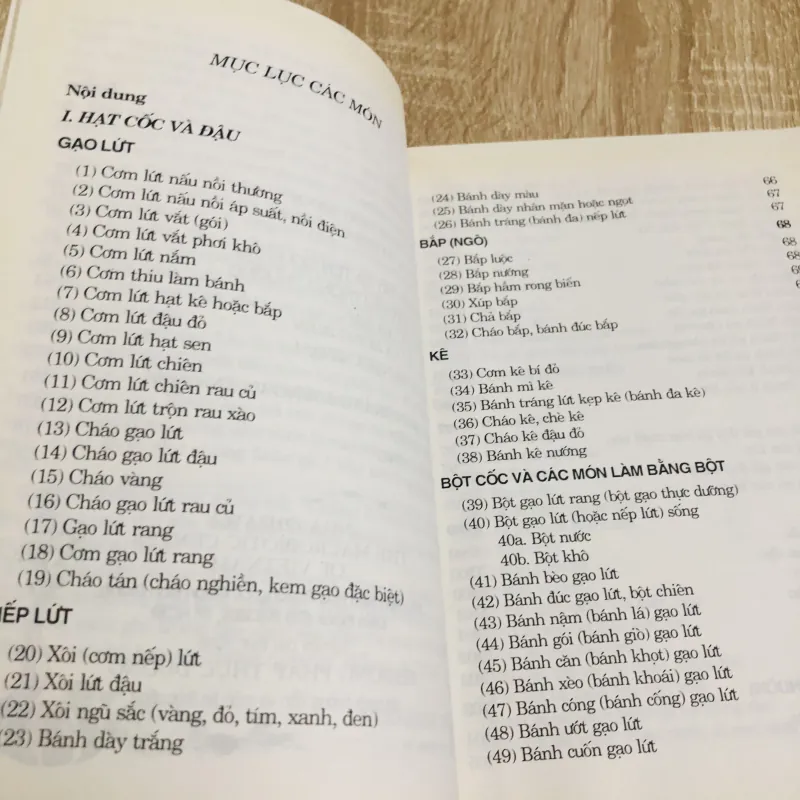 MỤC LỤC CÁC MÓN
Nội dung
I. HẠT CỐC VÀ ĐẬU
GẠO LỨT
(1) Cơm lứt nấu nồi thường
(2) Cơm lứt nấu nồi áp suất, nồi điện
(3) Cơm lứt vắt (gói)
(4) Cơm lứt vắt phơi khô
(5) Cơm lứt nắm
(6) Cơm thiu làm bánh
(7) Cơm lứt hạt kê hoặc bắp
(8) Cơm lứt đậu đỏ
(9) Cơm lứt hạt sen
(10) Cơm lứt chiên
(11) Cơm lứt chiên rau củ
(12) Cơm lứt trộn rau xào
(13) Cháo gạo lứt
(14) Cháo gạo lứt đậu
(15) Cháo vàng
(16) Cháo gạo lứt rau củ
(17) Gạo lứt rang
(18) Cơm gạo lứt rang
(19) Cháo tán (cháo nghiền, kem gạo đặc biệt)
NẾP LỨT
(20) Xôi (cơm nếp) lứt
(21) Xôi lứt đậu
(22) Xôi ngũ sắc (vàng, đỏ, tím, xanh, đen)
(23) Bánh dày trắng
(24) Bánh dày màu 66
(25) Bánh dày nhân mặn hoặc ngọt 67
(26) Bánh tráng (bánh đa) nếp lứt 67
BẮP (NGÔ) 68
(27) Bắp luộc 68
(28) Bắp nướng 68
(29) Bắp hầm rong biển
(30) Xúp bắp
(31) Chả bắp
(32) Cháo bắp, bánh đúc bắp
KÊ
(33) Cơm kê bí đỏ
(34) Bánh mì kê
(35) Bánh tráng lứt kẹp kê (bánh đa kê)
(36) Cháo kê, chè kê
(37) Cháo kê đậu đỏ
(38) Bánh kê nướng
BỘT CỐC VÀ CÁC MÓN LÀM BẰNG BỘT
(39) Bột gạo lứt rang (bột gạo thực dưỡng)
(40) Bột gạo lứt (hoặc nếp lứt) sống
40a. Bột nước
40b. Bột khô
(41) Bánh bèo gạo lứt
(42) Bánh đúc gạo lứt, bột chiên
(43) Bánh nậm (bánh lá) gạo lứt
(44) Bánh gói (bánh giò) gạo lứt
(45) Bánh căn (bánh khọt) gạo lứt
(46) Bánh xèo (bánh khoái) gạo lứt
(47) Bánh cóng (bánh cống) gạo lứt
(48) Bánh ướt gạo lứt
(49) Bánh cuốn gạo lứt